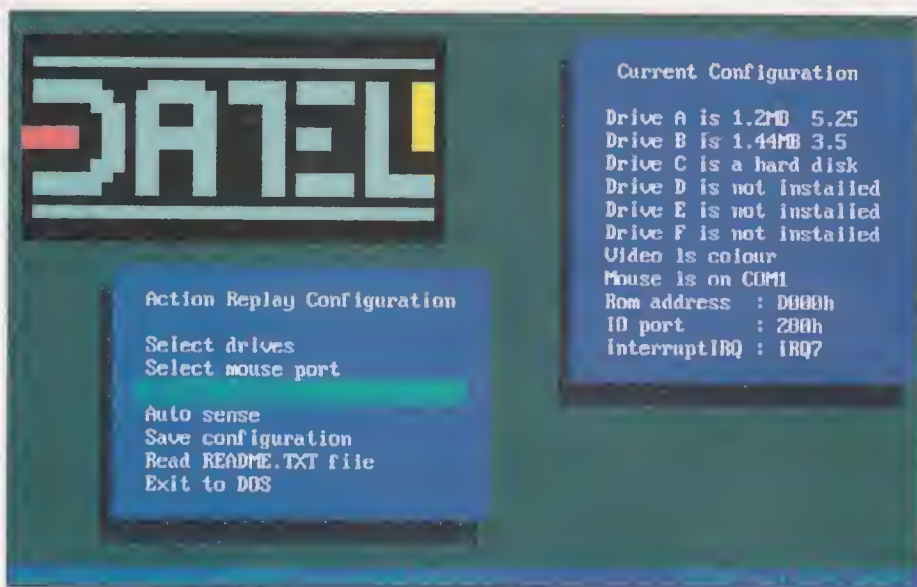 DATEL
Action Replay Configuration
Select drives
Select mouse port
Auto sense
Save configuration
Read README.TXT file
Exit to DOS
Current Configuration
Drive A is 1.2MB 5.25
Drive B is 1.44MB 3.5
Drive C is a hard disk
Drive D is not installed
Drive E is not installed
Drive F is not installed
Video is colour
Mouse is on COM1
Rom address : D000h
IO port : 280h
interruptIRQ : IRQ7